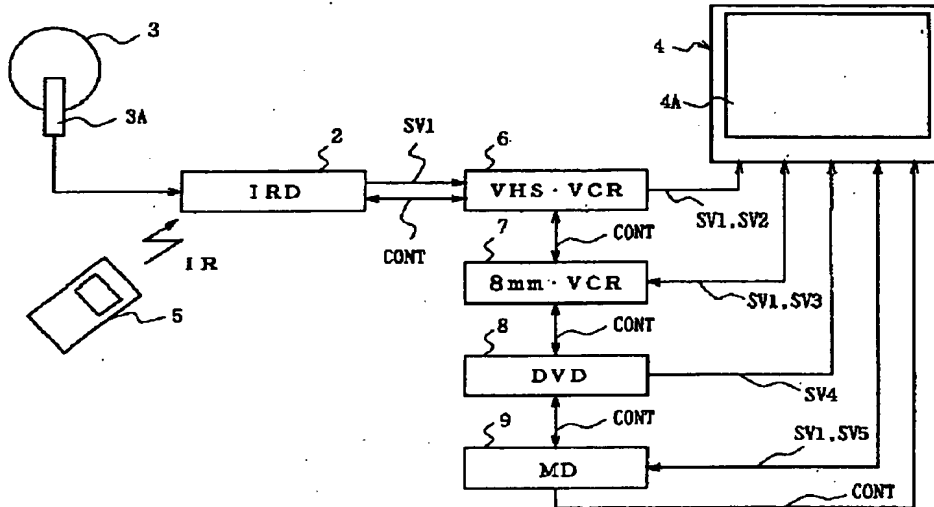 3
4
4A
3A
2
SV1
6
IRD
VHS·VCR
CONT
SV1,SV2
7
CONT
IR
8mm·VCR
SV1,SV3
5
8
CONT
DVD
SV4
9
CONT
SV1,SV5
MD
CONT